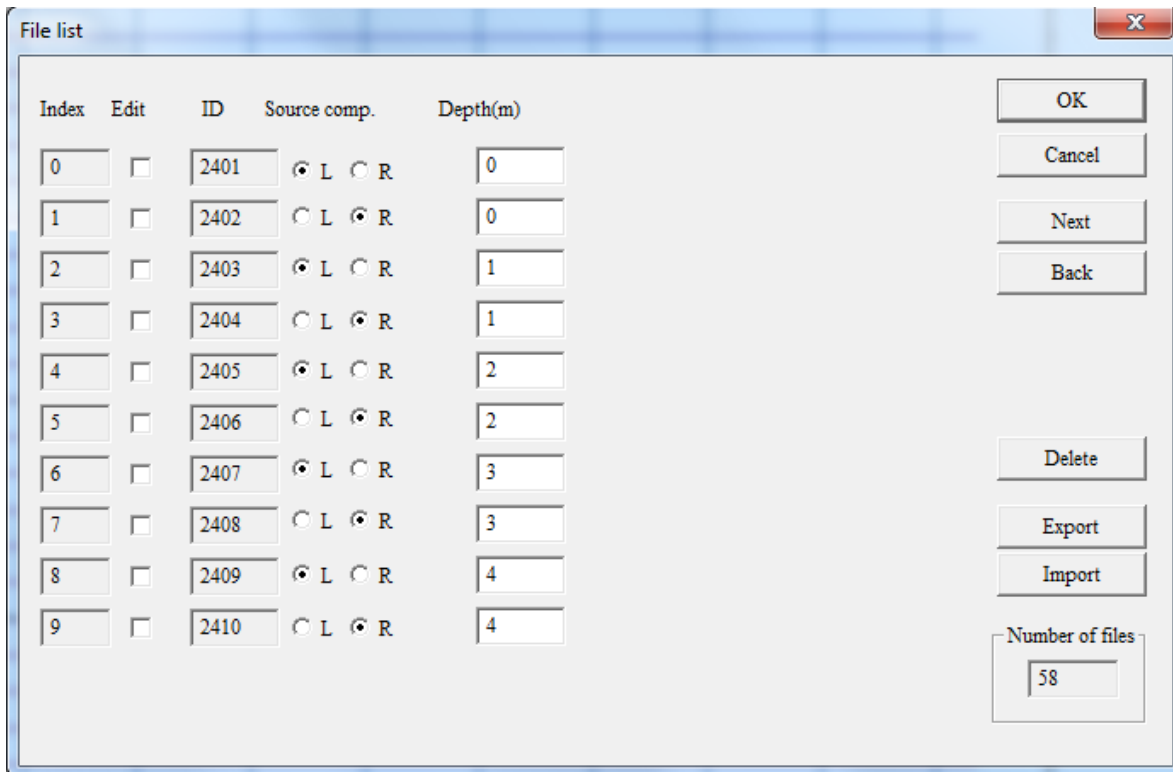 File list
Index Edit ID Source comp. Depth(m)
0 2401 L R 0
1 2402 L R 0
2 2403 L R 1
3 2404 L R 1
4 2405 L R 2
5 2406 L R 2
6 2407 L R 3
7 2408 L R 3
8 2409 L R 4
9 2410 L R 4
OK
Cancel
Next
Back
Delete
Export
Import
Number of files
58